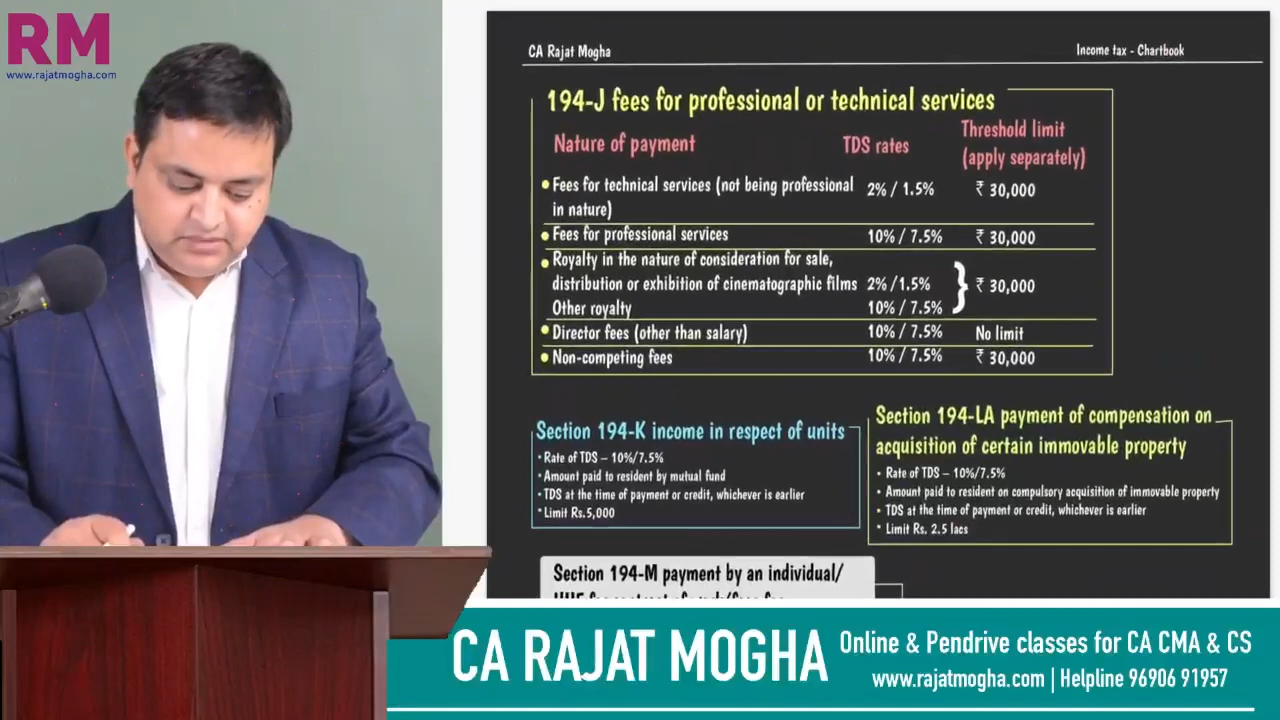 RM
www.rajatmogha.com
CA Rajat Mogha
Income tax - Chartbook
194-J fees for professional or technical services
Nature of payment TDS rates Threshold limit
(apply separately)
• Fees for technical services (not being professional 2% / 1.5% ₹ 30,000
in nature)
• Fees for professional services 10% / 7.5% ₹ 30,000
• Royalty in the nature of consideration for sale,
distribution or exhibition of cinematographic films 2% /1.5% } ₹ 30,000
Other royalty 10% / 7.5%
• Director fees (other than salary) 10% / 7.5% No limit
• Non-competing fees 10% / 7.5% ₹ 30,000
Section 194-K income in respect of units
• Rate of TDS – 10%/7.5%
• Amount paid to resident by mutual fund
• TDS at the time of payment or credit, whichever is earlier
• Limit Rs.5,000
Section 194-LA payment of compensation on
acquisition of certain immovable property
• Rate of TDS – 10%/7.5%
• Amount paid to resident on compulsory acquisition of immovable property
• TDS at the time of payment or credit, whichever is earlier
• Limit Rs. 2.5 lacs
Section 194-M payment by an individual/
CA RAJAT MOGHA
Online & Pendrive classes for CA CMA & CS
www.rajatmogha.com | Helpline 96906 91957